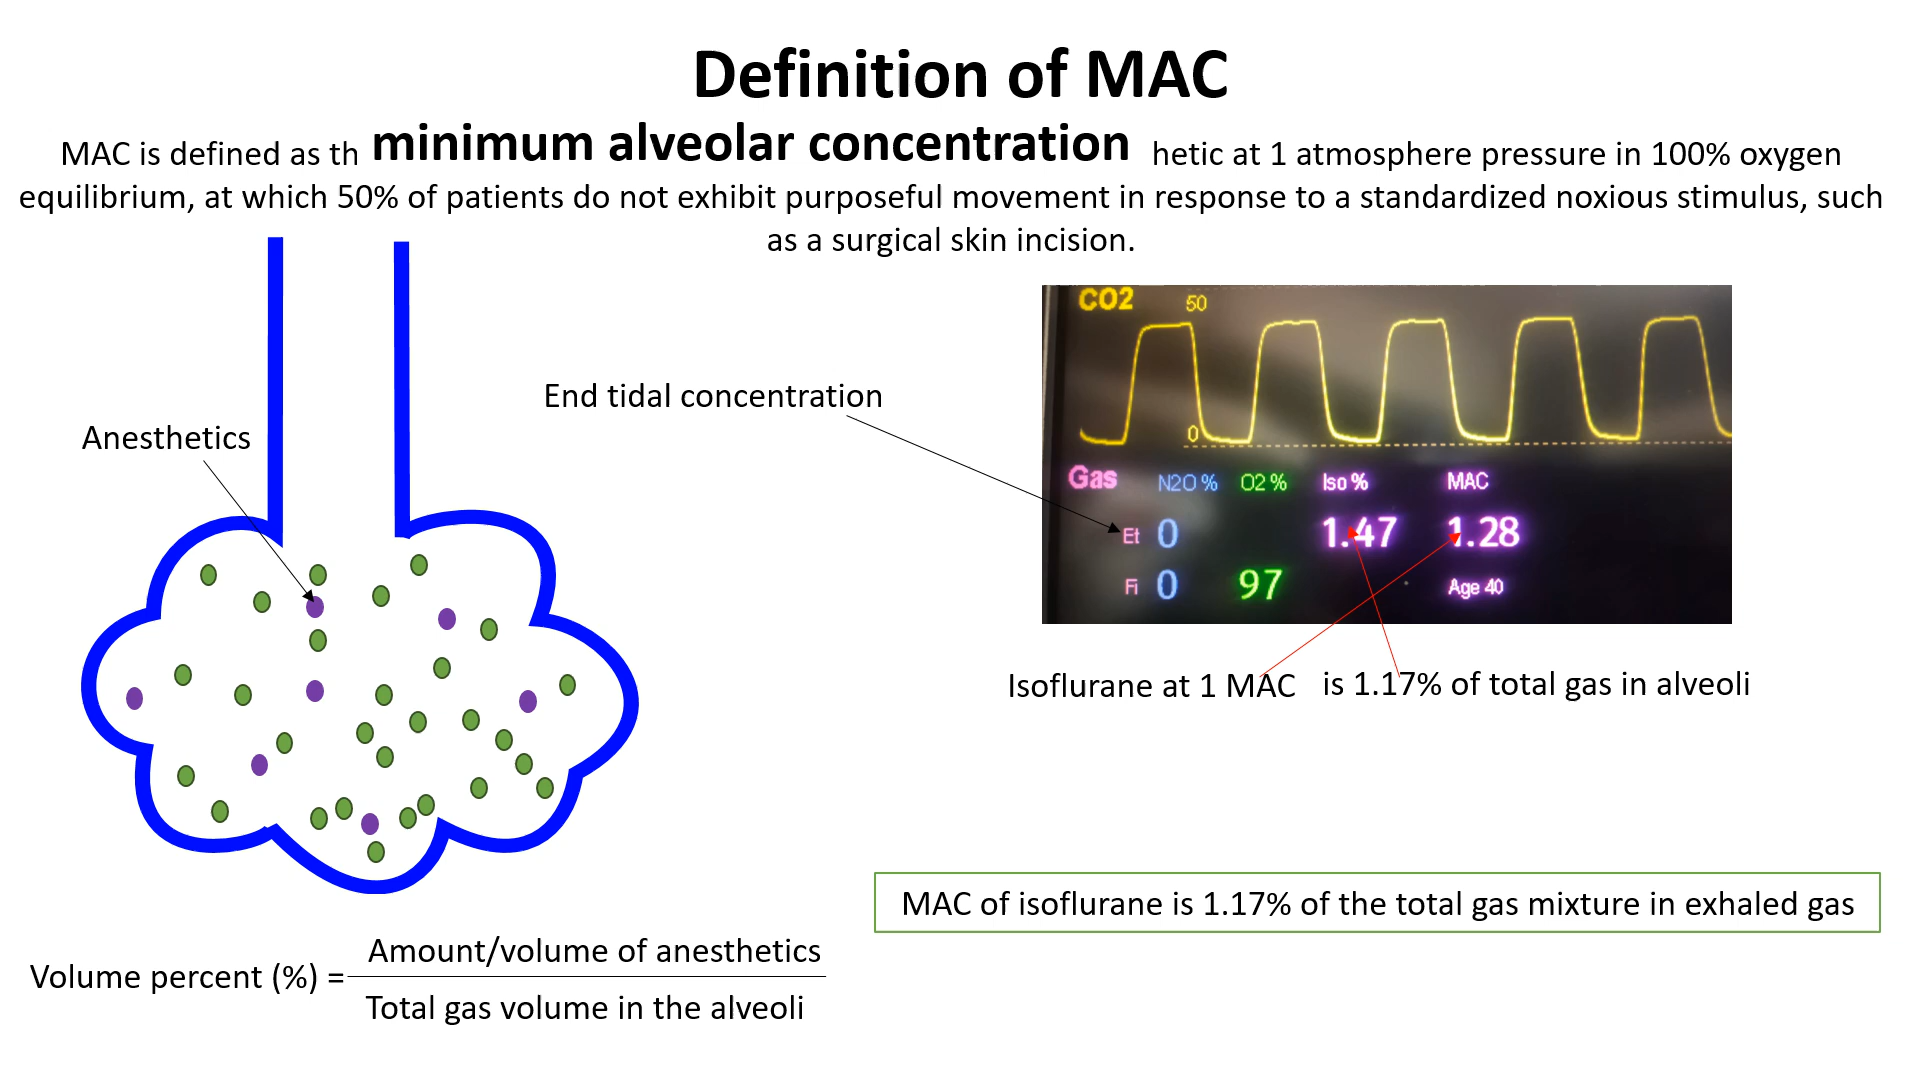 Definition of MAC
MAC is defined as th minimum alveolar concentration hetic at 1 atmosphere pressure in 100% oxygen
equilibrium, at which 50% of patients do not exhibit purposeful movement in response to a standardized noxious stimulus, such
as a surgical skin incision.
CO2 50
0
End tidal concentration
Anesthetics
Gas N2O % O2 % Iso % MAC
Et 0 1.47 1.28
Fi 0 97 Age 40
Isoflurane at 1 MAC is 1.17% of total gas in alveoli
MAC of isoflurane is 1.17% of the total gas mixture in exhaled gas
Volume percent (%) =
Amount/volume of anesthetics
Total gas volume in the alveoli